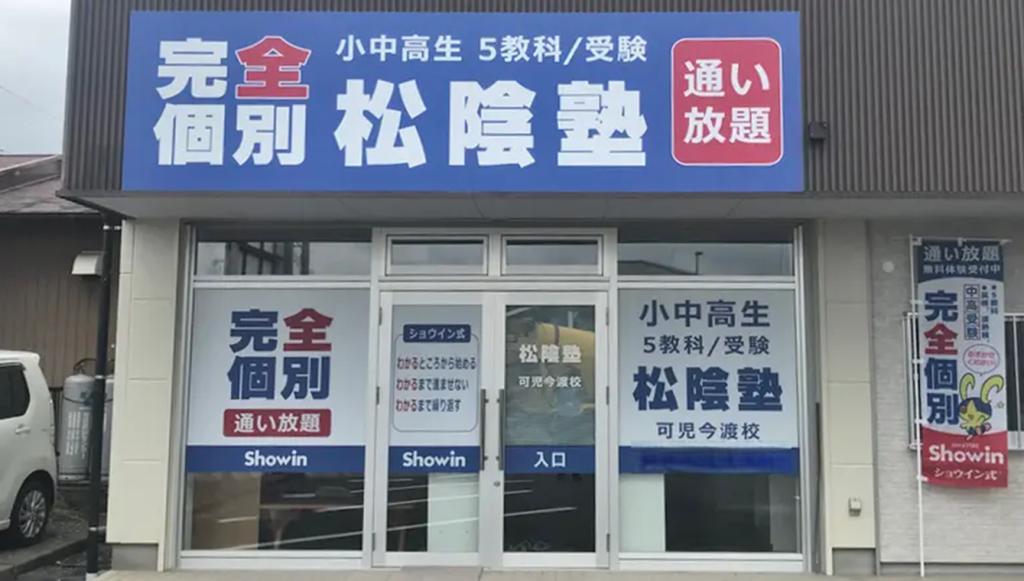 完全
個別
小中高生 5教科/受験
松陰塾
通い
放題
完全
個別
通い放題
Showin
ショウイン式
わかるところから始める
わかるまで進ませない
わかるまで繰り返す
Showin
松陰塾
可児今渡校
入口
小中高生
5教科/受験
松陰塾
可児今渡校
通い放題
無料体験受付中
中高受験
完全個別
Showin
ショウイン式